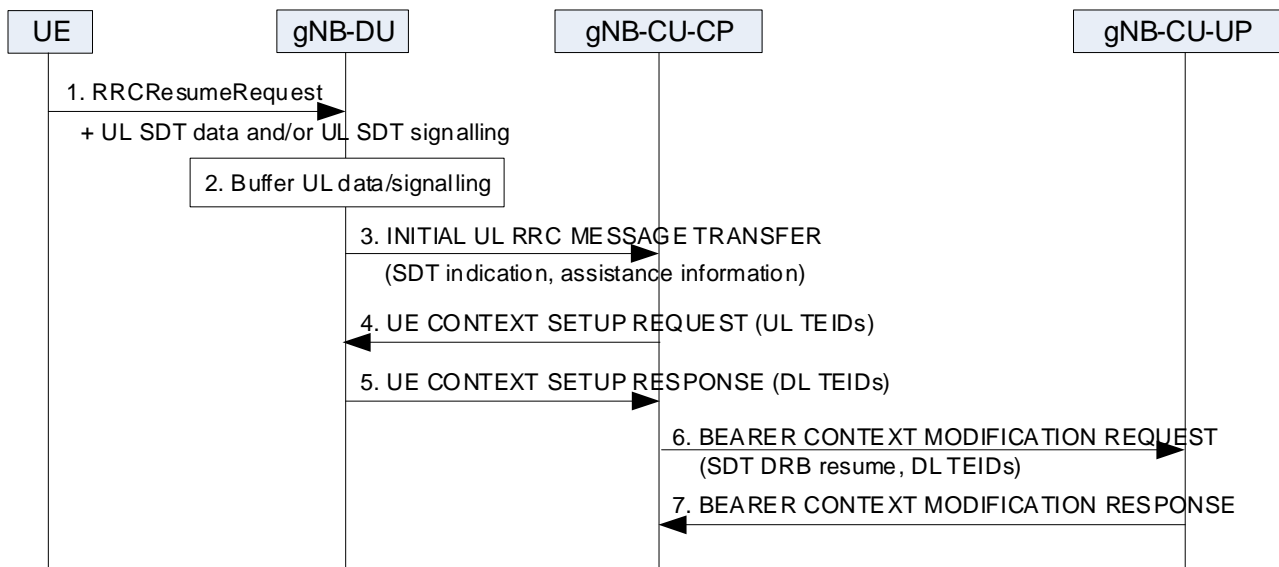 UE
gNB-DU
gNB-CU-CP
gNB-CU-UP
1. RRCResumeRequest
+ UL SDT data and/or UL SDT signalling
2. Buffer UL data/signalling
3. INITIAL UL RRC MESSAGE TRANSFER
(SDT indication, assistance information)
4. UE CONTEXT SETUP REQUEST (UL TEIDs)
5. UE CONTEXT SETUP RESPONSE (DL TEIDs)
6. BEARER CONTEXT MODIFICATION REQUEST
(SDT DRB resume, DL TEIDs)
7. BEARER CONTEXT MODIFICATION RESPONSE